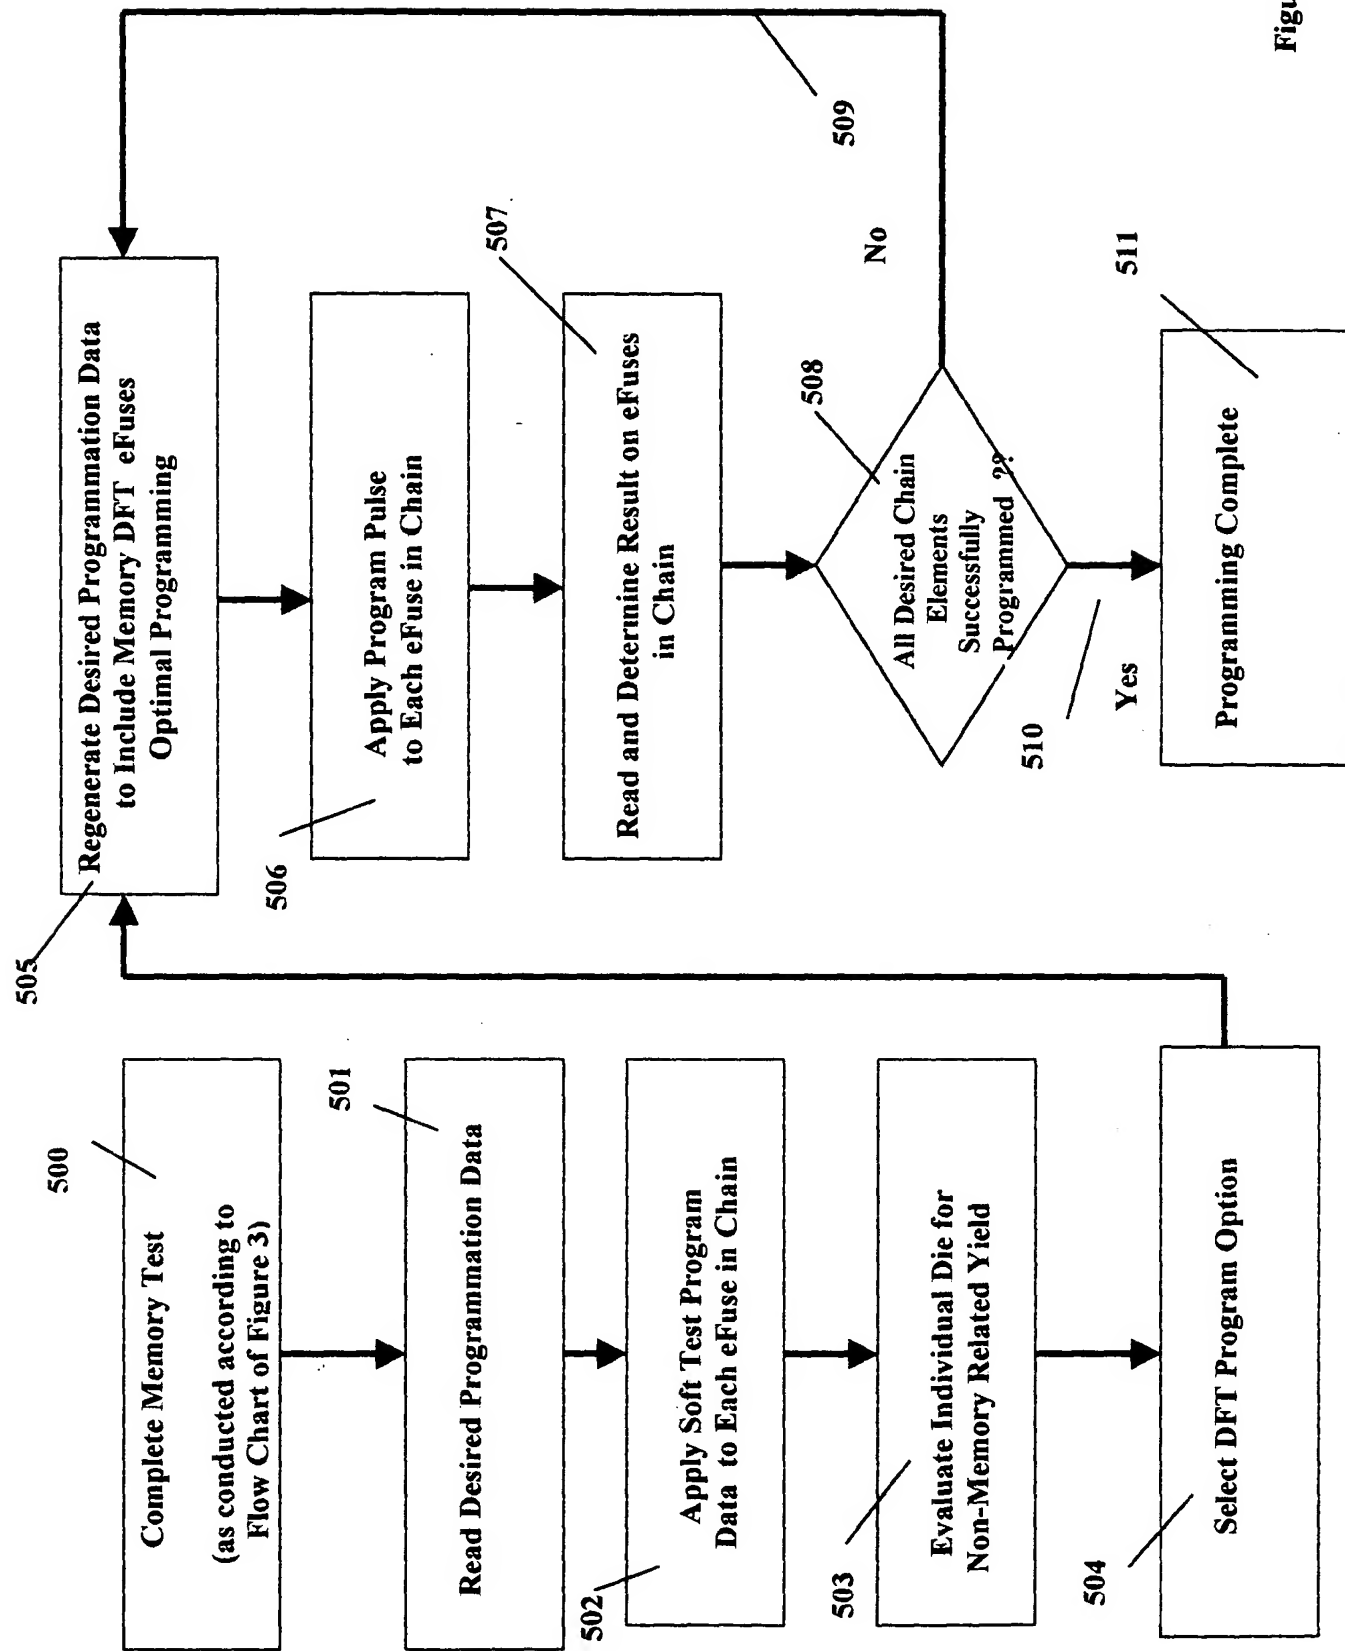 500
Complete Memory Test
(as conducted according to
Flow Chart of Figure 3)
501
Read Desired Programmation Data
502
Apply Soft Test Program
Data to Each eFuse in Chain
503
Evaluate Individual Die for
Non-Memory Related Yield
504
Select DFT Program Option
505
Regenerate Desired Programmation Data
to Include Memory DFT eFuses
Optimal Programming
506
Apply Program Pulse
to Each eFuse in Chain
507
Read and Determine Result on eFuses
in Chain
508
All Desired Chain
Elements
Successfully
Programmed ??
509
No
510
Yes
511
Programming Complete
Figu